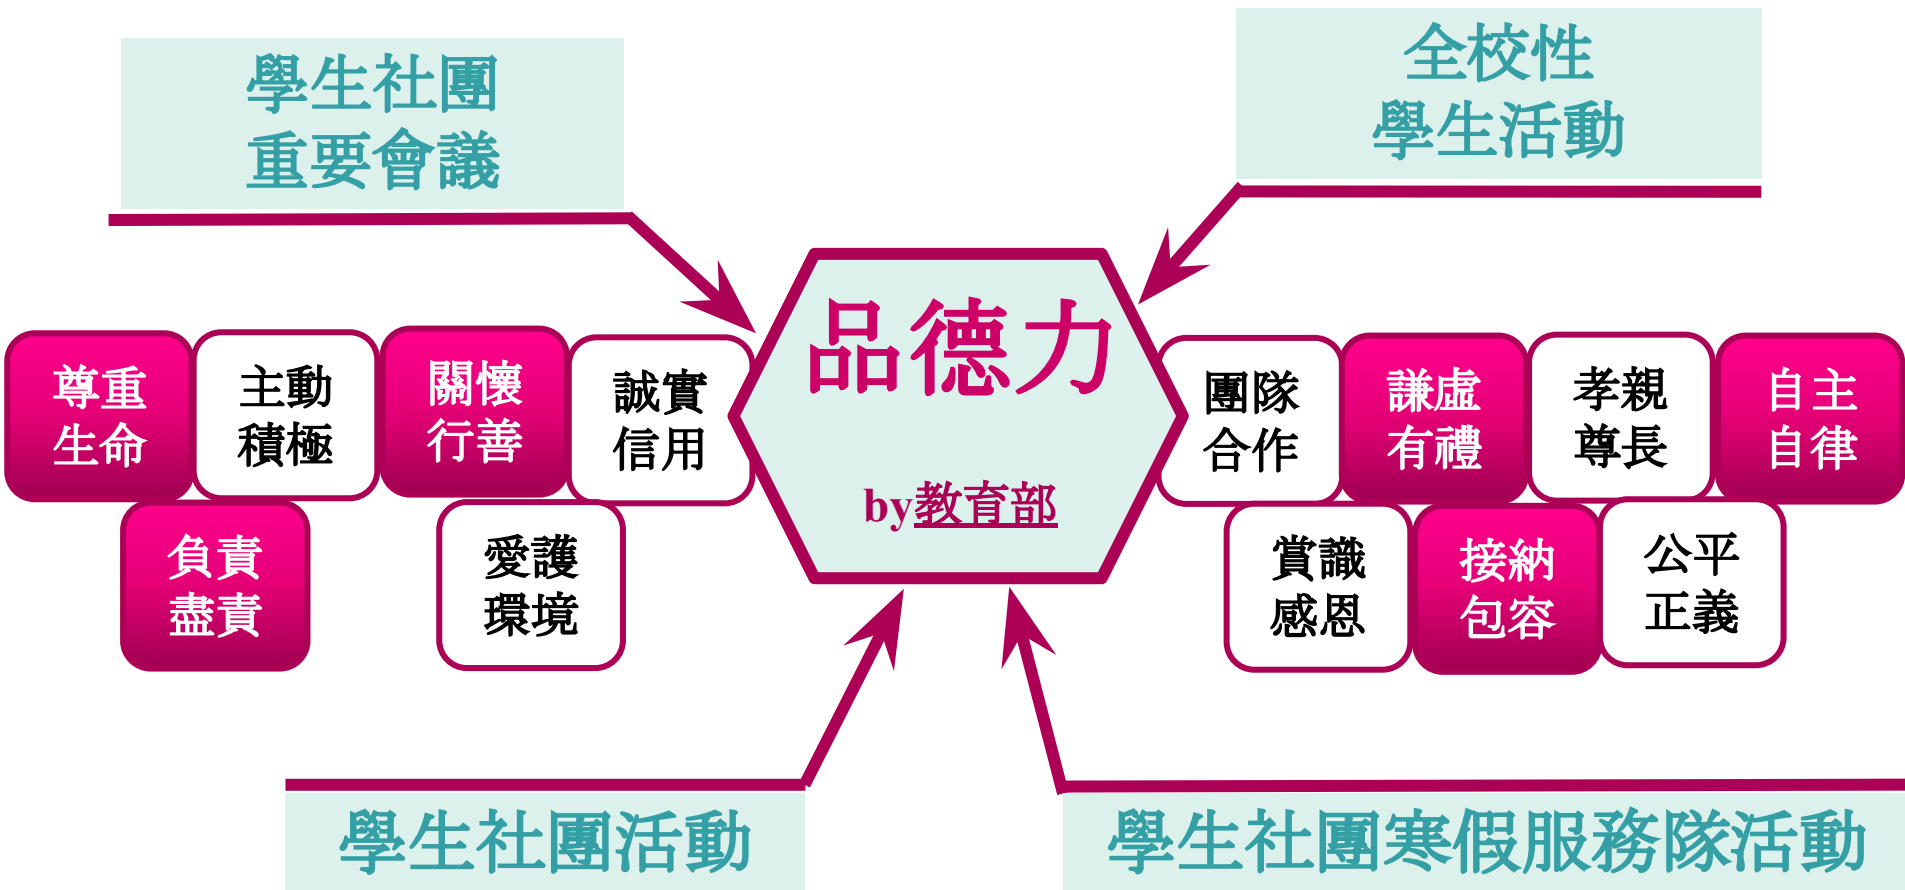 學生社團
重要會議
全校性
學生活動
品德力
by教育部
尊重
生命
主動
積極
關懷
行善
誠實
信用
負責
盡責
愛護
環境
團隊
合作
謙虛
有禮
孝親
尊長
自主
自律
賞識
感恩
接納
包容
公平
正義
學生社團活動
學生社團寒假服務隊活動